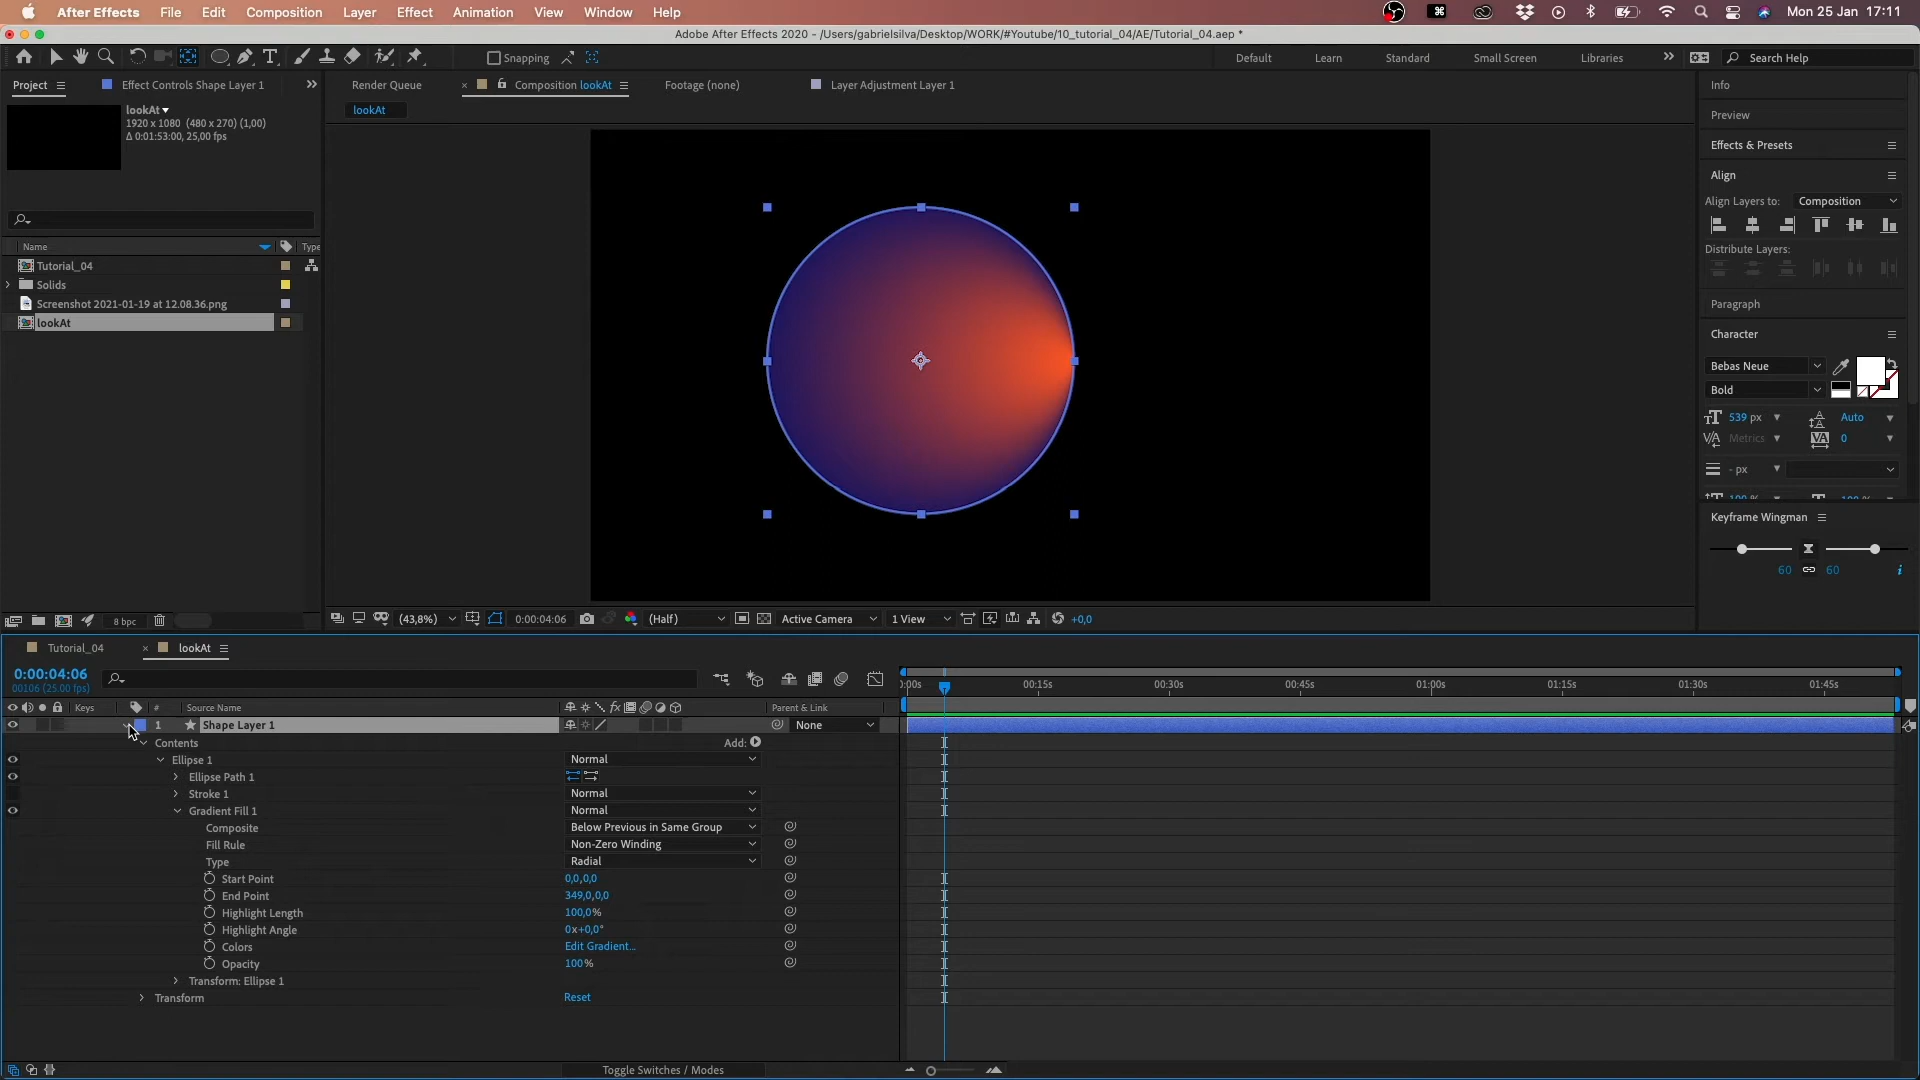 After Effects File Edit Composition Layer Effect Animation View Window Help Mon 25 Jan 17:11
Adobe After Effects 2020 - /Users/gabrielsilva/Desktop/WORK/#Youtube/10_tutorial_04/AE/Tutorial_04.aep *
Snapping Default Learn Standard Small Screen Libraries Search Help
Project Effect Controls Shape Layer 1 Render Queue Composition lookAt Footage (none) Layer Adjustment Layer 1 Info
lookAt lookAt
1920 x 1080 (480 x 270) (1,00)
Δ 0:01:53:00, 25,00 fps
Preview
Effects & Presets
Align
Align Layers to: Composition
Distribute Layers:
Name Type
Tutorial_04
Solids
Screenshot 2021-01-19 at 12.08.36.png
lookAt
Paragraph
Character
Bebas Neue
Bold
539 px Auto
Metrics 0
- px
Keyframe Wingman
60 60
8 bpc (43,8%) 0:00:04:06 (Half) Active Camera 1 View +0,0
Tutorial_04 lookAt
0:00:04:06
00106 (25.00 fps)
00:15s 00:30s 00:45s 01:00s 01:15s 01:30s 01:45s
Keys # Source Name Parent & Link
1 Shape Layer 1 None
Contents Add:
Ellipse 1 Normal
Ellipse Path 1
Stroke 1 Normal
Gradient Fill 1 Normal
Composite Below Previous in Same Group
Fill Rule Non-Zero Winding
Type Radial
Start Point 0,0,0,0
End Point 349,0,0,0
Highlight Length 100,0%
Highlight Angle 0x+0,0°
Colors Edit Gradient...
Opacity 100%
Transform: Ellipse 1
Transform Reset
Toggle Switches / Modes